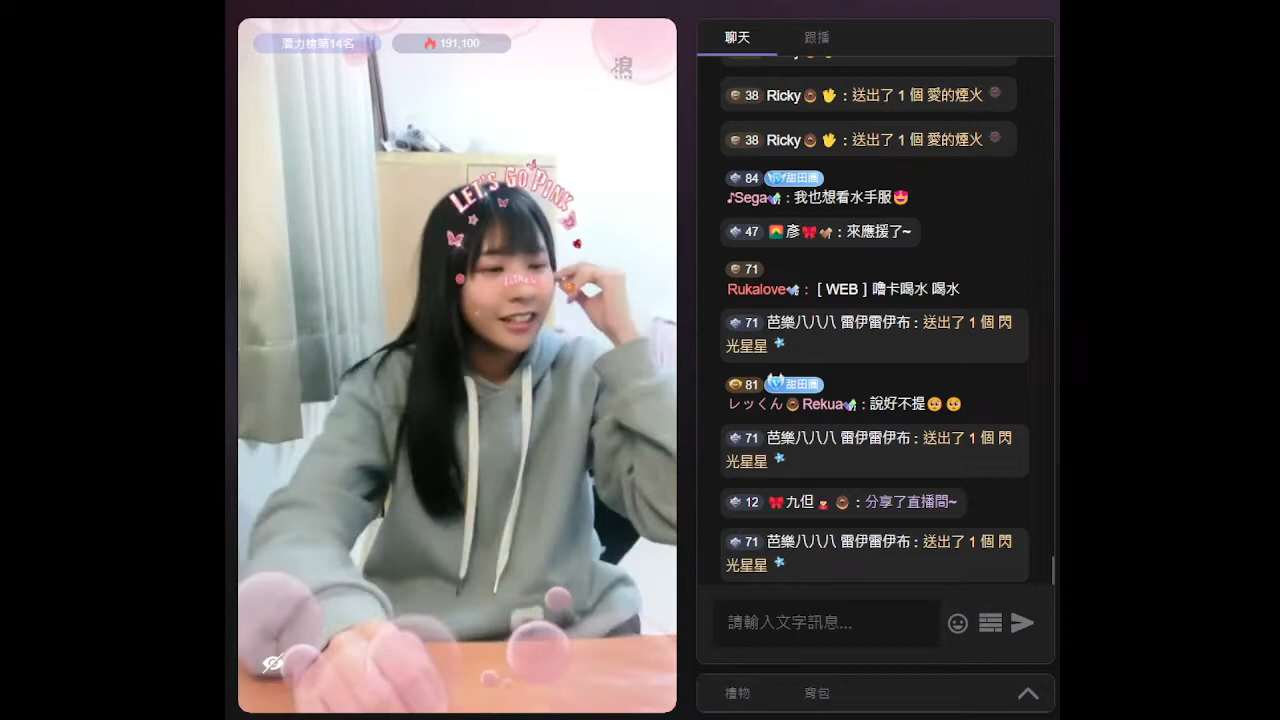 潛力榜第14名
191,100
浪
LIVE
LET'S GO PINK
聊天
跟播
38 Ricky : 送出了 1 個 愛的煙火
38 Ricky : 送出了 1 個 愛的煙火
84 甜田圈
♪Sega : 我也想看水手服
47 彥 : 來應援了~
71
Rukalove : [ WEB ] 嚕卡喝水 喝水
71 芭樂八八八 雷伊雷伊布 : 送出了 1 個 閃
光星星
81 甜田圈
レッくん Rekua : 說好不提
71 芭樂八八八 雷伊雷伊布 : 送出了 1 個 閃
光星星
12 九但 : 分享了直播間~
71 芭樂八八八 雷伊雷伊布 : 送出了 1 個 閃
光星星
請輸入文字訊息...
禮物
背包